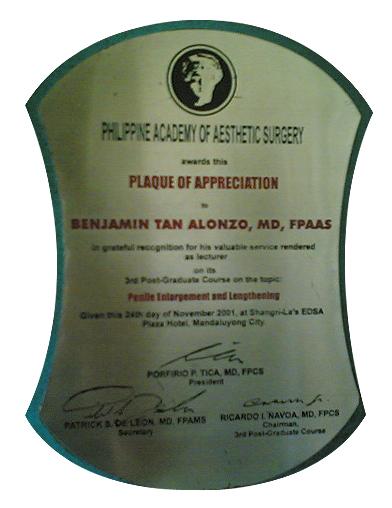 PHILIPPINE ACADEMY OF AESTHETIC SURGERY
awards this
PLAQUE OF APPRECIATION
to
BENJAMIN TAN ALONZO, MD, FPAAS
in grateful recognition for his valuable service rendered
as lecturer
on its
3rd Post-Graduate Course on the topic:
Penile Enlargement and Lengthening
Given this 24th day of November 2001, at Shangri-La's EDSA
Plaza Hotel, Mandaluyong City.
PORFIRIO P. TICA, MD, FPCS
President
PATRICK B. DE LEON, MD, FPAMS
Secretary
RICARDO I. NAVOA, MD, FPCS
Chairman,
3rd Post-Graduate Course